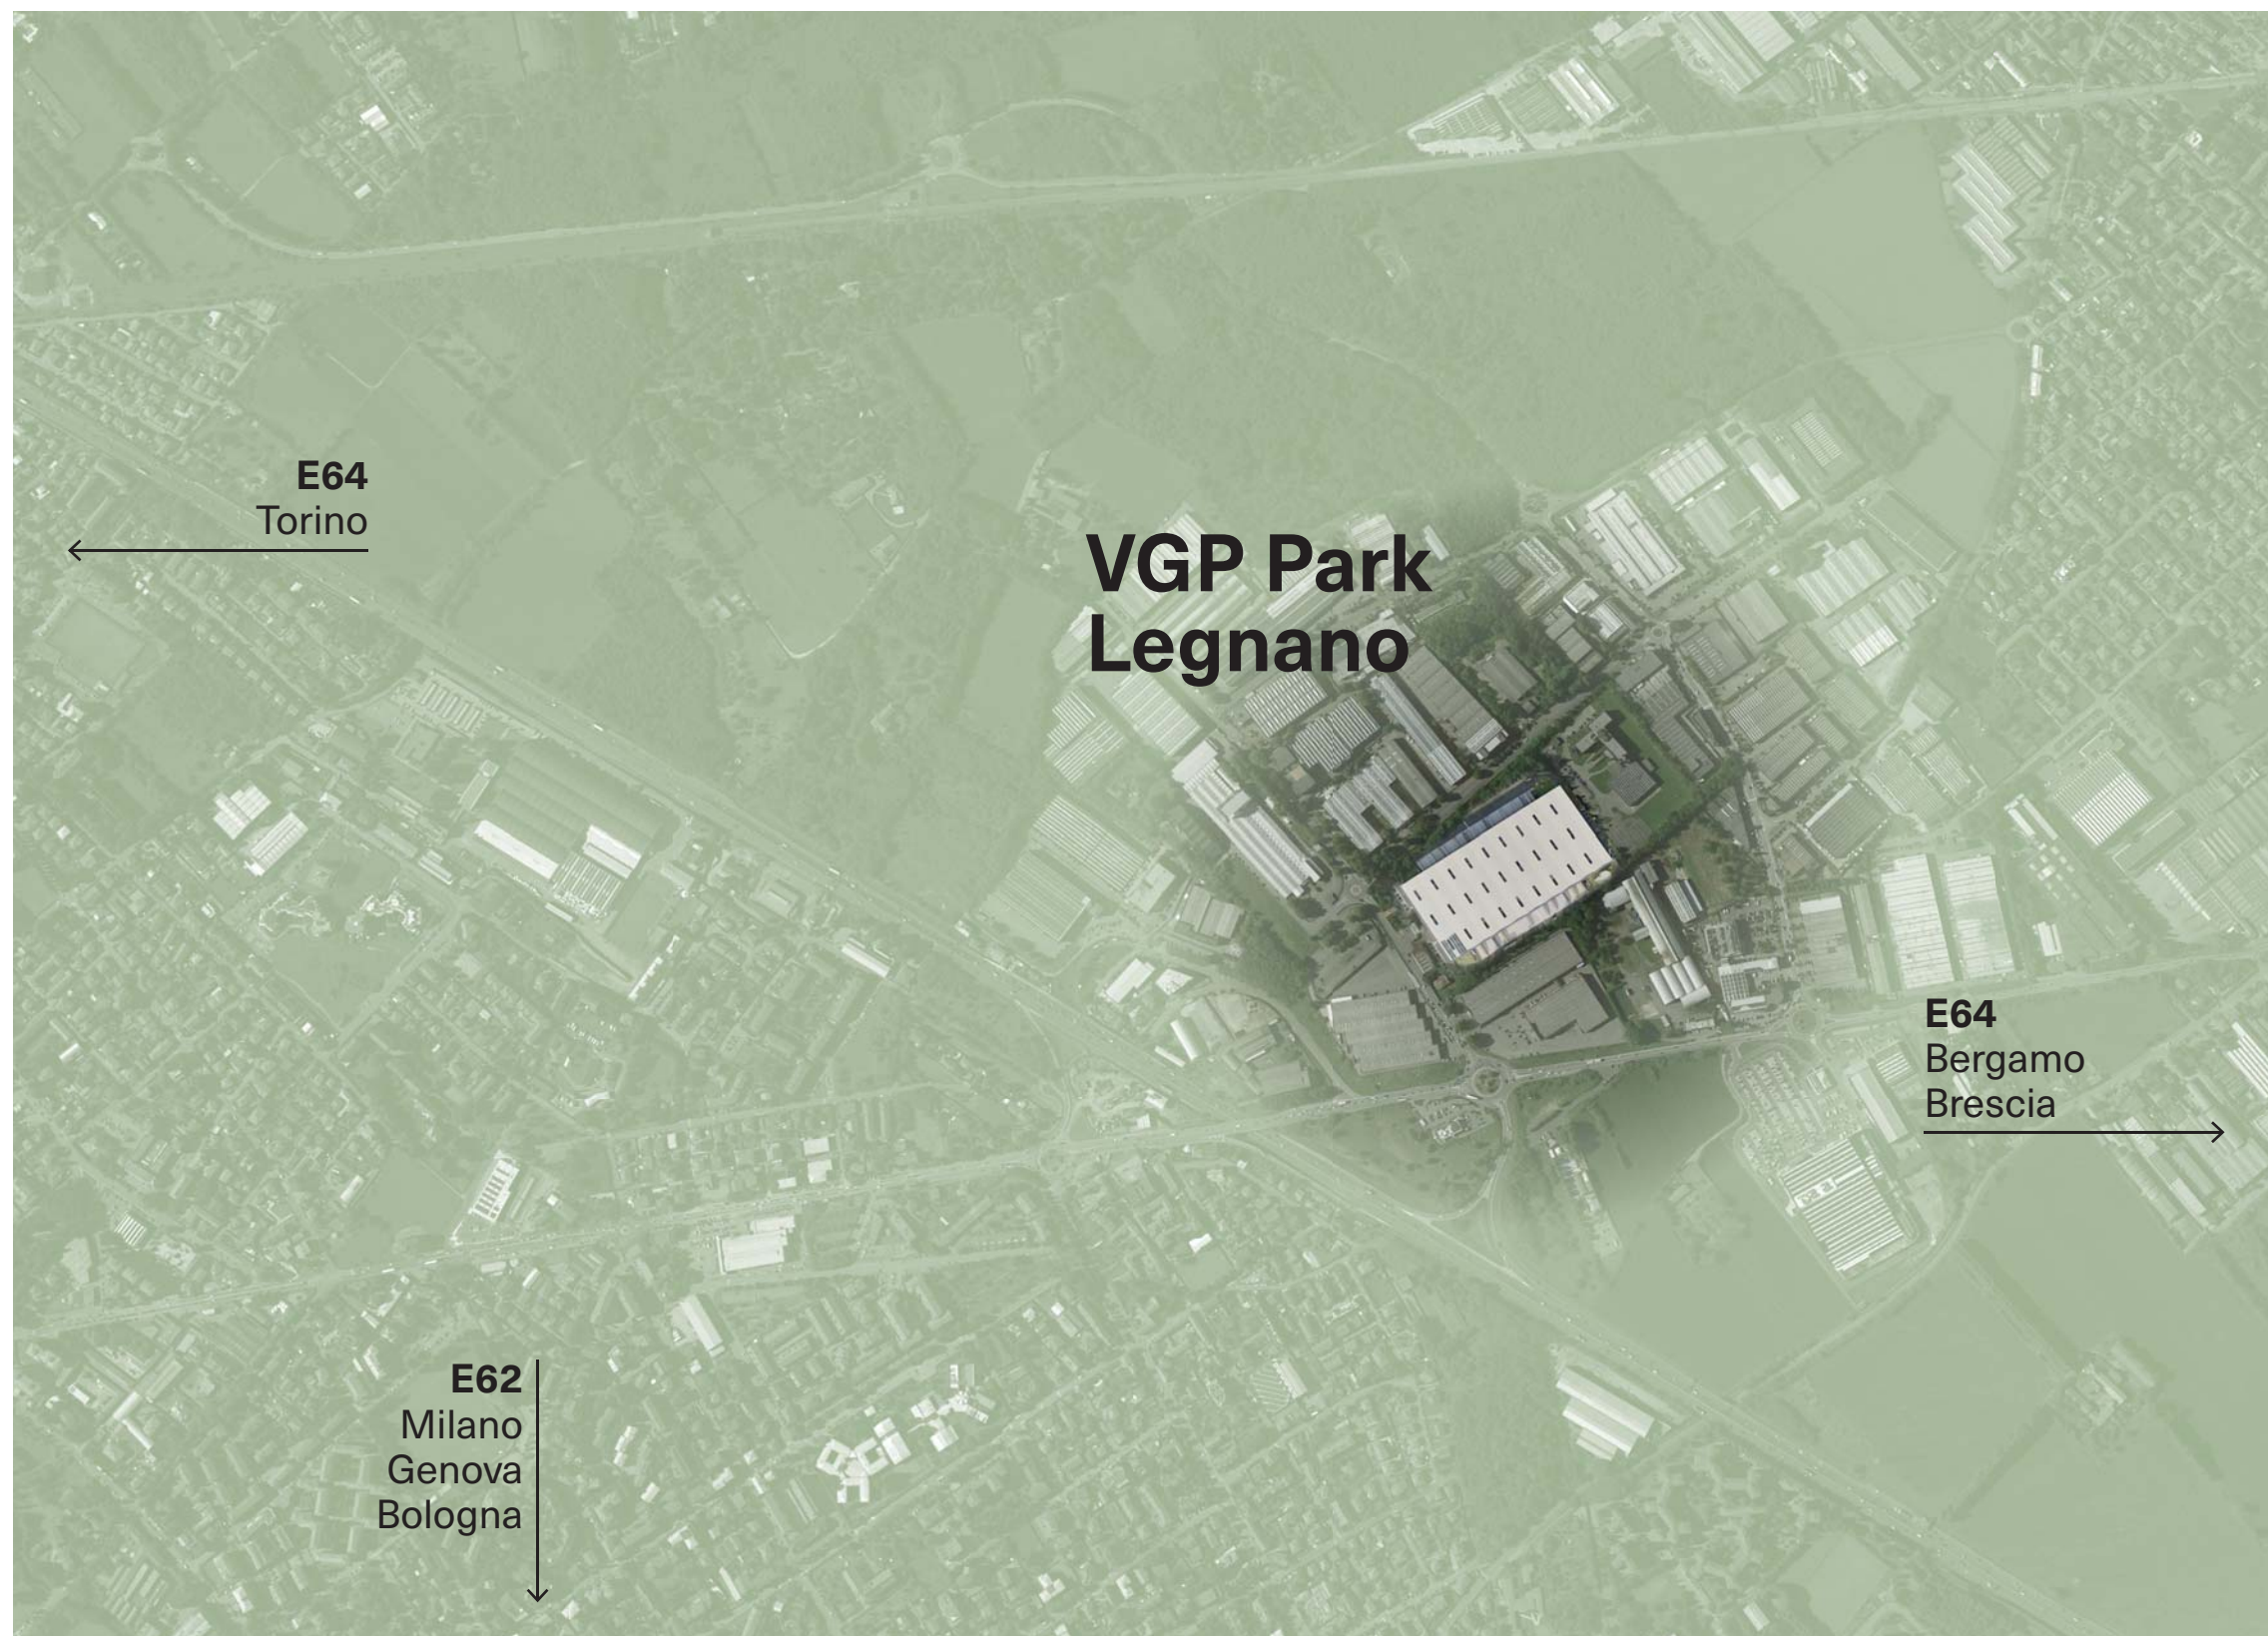 E64
Torino
VGP Park
Legnano
E64
Bergamo
Brescia
E62
Milano
Genova
Bologna